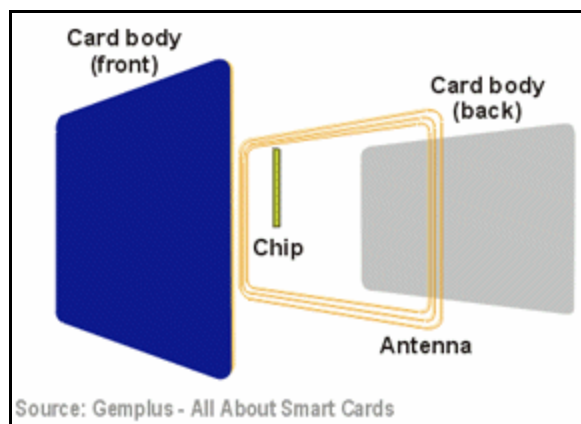 Card body
(front)
Card body
(back)
Chip
Antenna
Source: Gemplus - All About Smart Cards